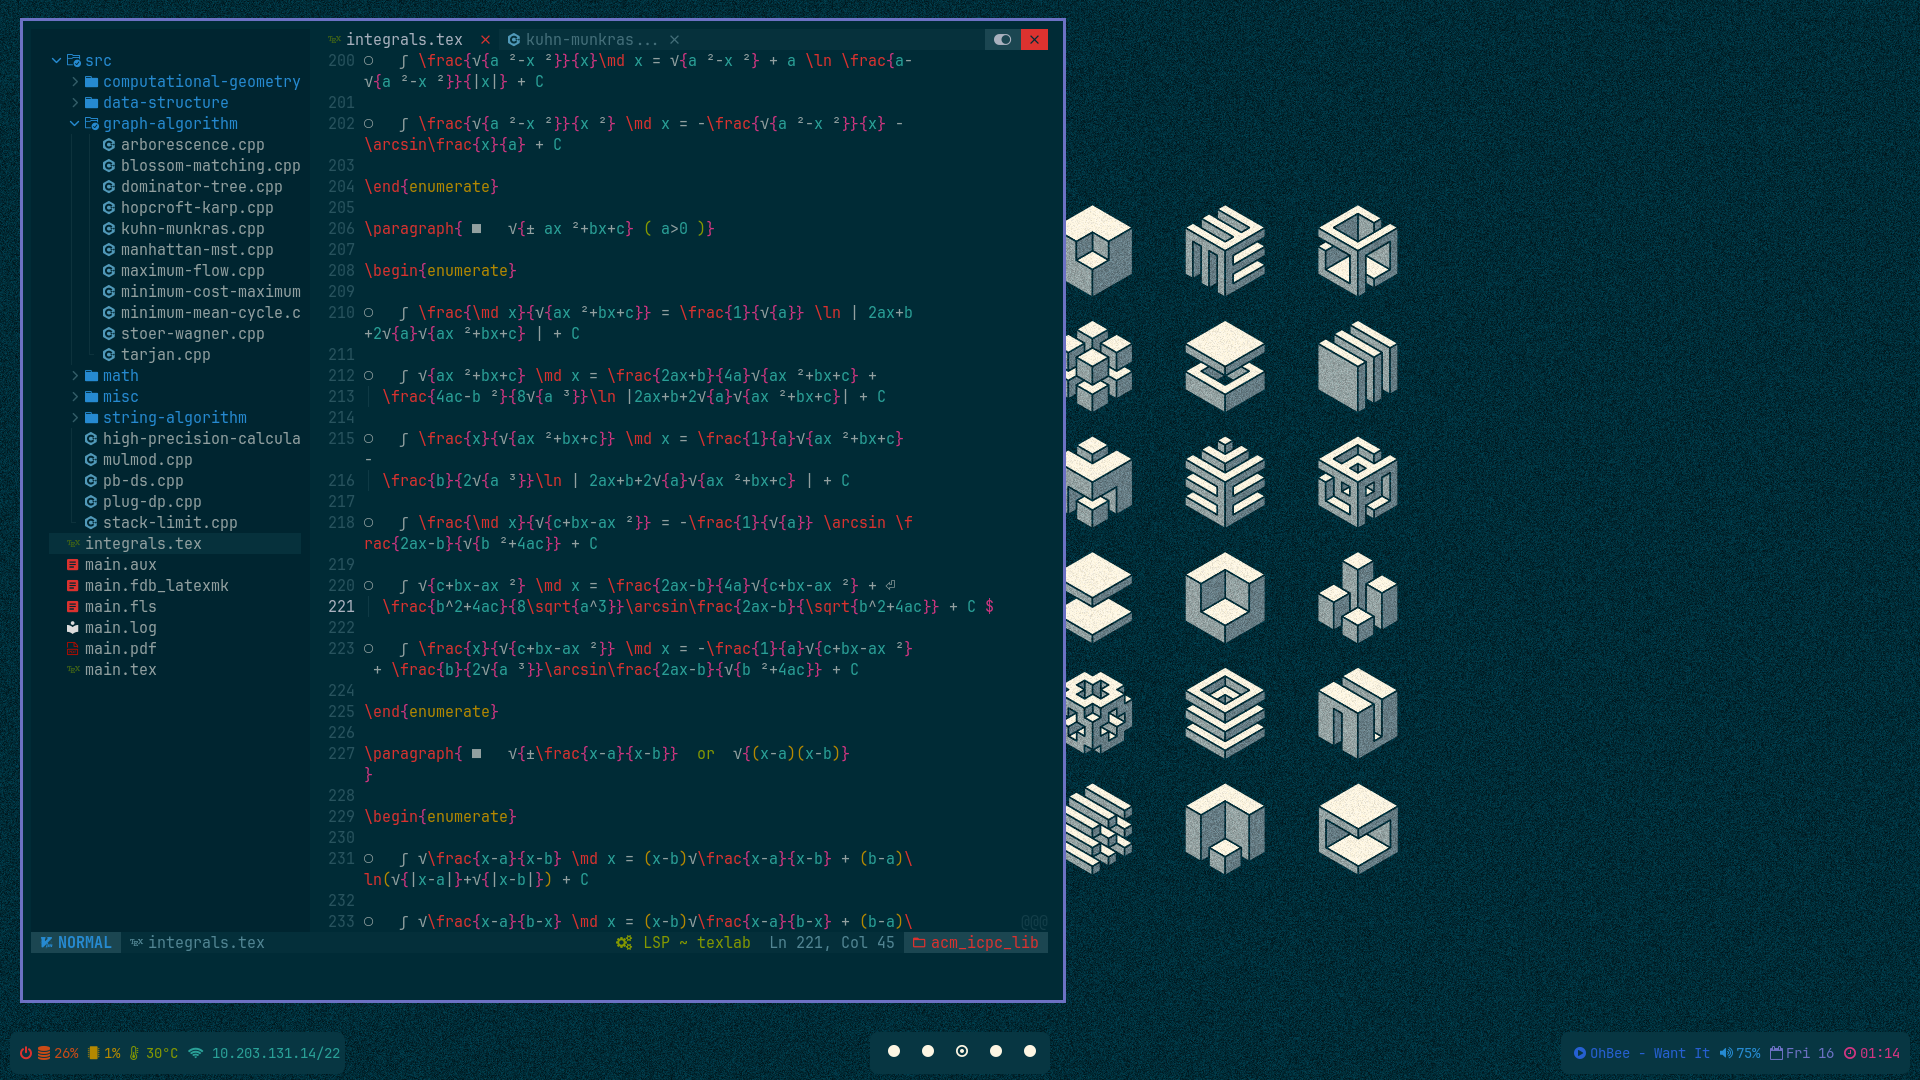 src
computational-geometry
data-structure
graph-algorithm
arborescence.cpp
blossom-matching.cpp
dominator-tree.cpp
hopcroft-karp.cpp
kuhn-munkras.cpp
manhattan-mst.cpp
maximum-flow.cpp
minimum-cost-maximum
minimum-mean-cycle.c
stoer-wagner.cpp
tarjan.cpp
math
misc
string-algorithm
high-precision-calcula
mulmod.cpp
pb-ds.cpp
plug-dp.cpp
stack-limit.cpp
integrals.tex
main.aux
main.fdb_latexmk
main.fls
main.log
main.pdf
main.tex
integrals.tex × kuhn-munkras... ×
200 ○ ∫ \frac{√{a ²-x ²}}{x}\md x = √{a ²-x ²} + a \ln \frac{a-
√{a ²-x ²}}{|x|} + C
201
202 ○ ∫ \frac{√{a ²-x ²}}{x ²} \md x = -\frac{√{a ²-x ²}}{x} -
\arcsin\frac{x}{a} + C
203
204 \end{enumerate}
205
206 \paragraph{ ■ √{± ax ²+bx+c} ( a>0 )}
207
208 \begin{enumerate}
209
210 ○ ∫ \frac{\md x}{√{ax ²+bx+c}} = \frac{1}{√{a}} \ln | 2ax+b
+2√{a}√{ax ²+bx+c} | + C
211
212 ○ ∫ √{ax ²+bx+c} \md x = \frac{2ax+b}{4a}√{ax ²+bx+c} +
213 \frac{4ac-b ²}{8√{a ³}}\ln |2ax+b+2√{a}√{ax ²+bx+c}| + C
214
215 ○ ∫ \frac{x}{√{ax ²+bx+c}} \md x = \frac{1}{a}√{ax ²+bx+c}
-
216 \frac{b}{2√{a ³}}\ln | 2ax+b+2√{a}√{ax ²+bx+c} | + C
217
218 ○ ∫ \frac{\md x}{√{c+bx-ax ²}} = -\frac{1}{√{a}} \arcsin \f
rac{2ax-b}{√{b ²+4ac}} + C
219
220 ○ ∫ √{c+bx-ax ²} \md x = \frac{2ax-b}{4a}√{c+bx-ax ²} + ⏎
221 \frac{b^2+4ac}{8\sqrt{a^3}}\arcsin\frac{2ax-b}{\sqrt{b^2+4ac}} + C $
222
223 ○ ∫ \frac{x}{√{c+bx-ax ²}} \md x = -\frac{1}{a}√{c+bx-ax ²}
+ \frac{b}{2√{a ³}}\arcsin\frac{2ax-b}{√{b ²+4ac}} + C
224
225 \end{enumerate}
226
227 \paragraph{ ■ √{±\frac{x-a}{x-b}} or √{(x-a)(x-b)}
}
228
229 \begin{enumerate}
230
231 ○ ∫ √\frac{x-a}{x-b} \md x = (x-b)√\frac{x-a}{x-b} + (b-a)\
ln(√{|x-a|}+√{|x-b|}) + C
232
233 ○ ∫ √\frac{x-a}{b-x} \md x = (x-b)√\frac{x-a}{b-x} + (b-a)\ @@@
NORMAL integrals.tex LSP ~ texlab Ln 221, Col 45 acm_icpc_lib
26% 1% 30°C 10.203.131.14/22 OhBee - Want It 75% Fri 16 01:14